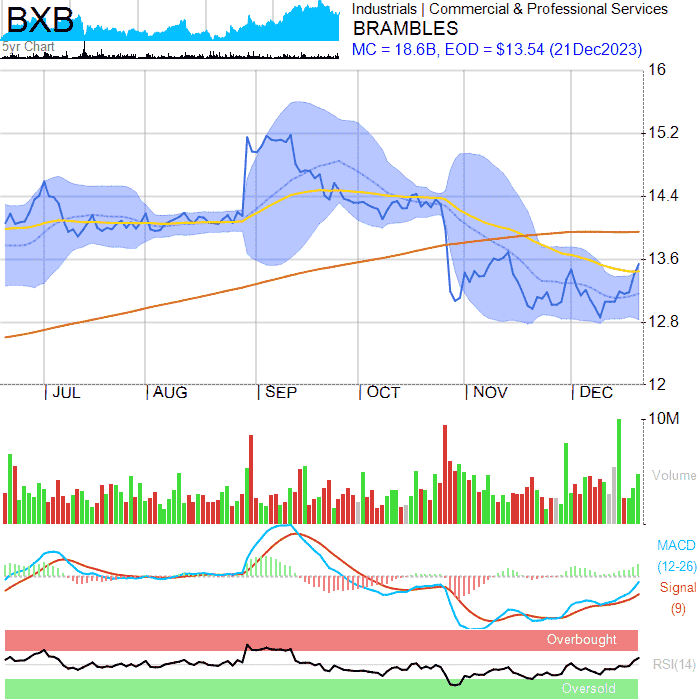 BXB
5yr Chart
Industrials | Commercial & Professional Services
BRAMBLES
MC = 18.6B, EOD = $13.54 (21Dec2023)
16
15.2
14.4
13.6
12.8
12
JUL AUG SEP OCT NOV DEC
10M
Volume
MACD
(12-26)
Signal
(9)
Overbought
RSI(14)
Oversold